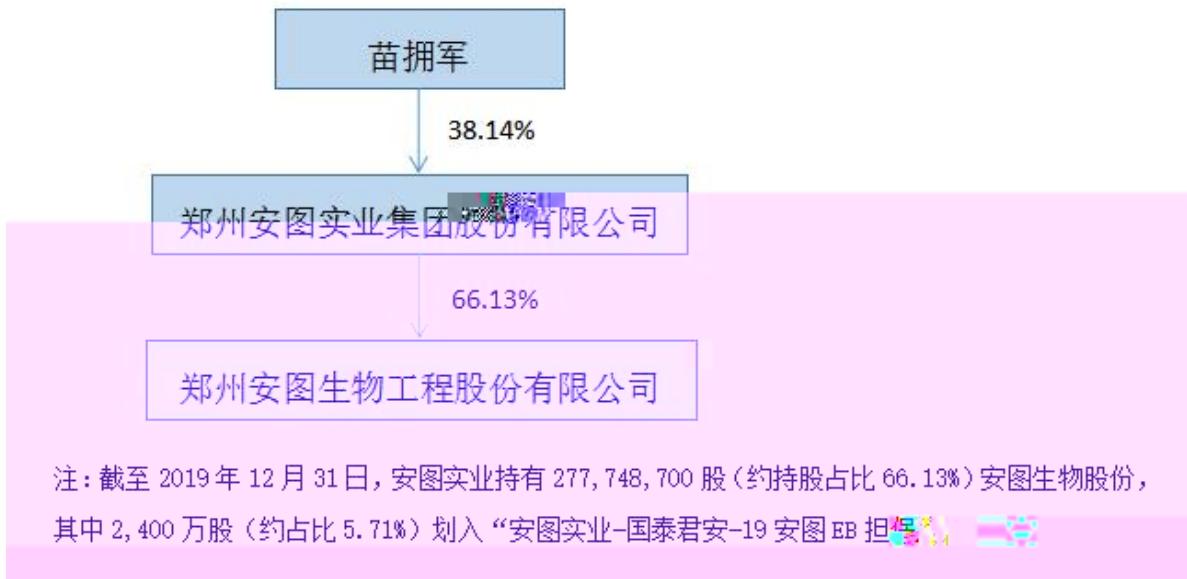 苗拥军
38.14%
郑州安图实业集团股份有限公司
66.13%
郑州安图生物工程股份有限公司
注：截至 2019 年 12 月 31 日，安图实业持有 277,748,700 股（约持股占比 66.13%）安图生物股份，
其中 2,400 万股（约占比 5.71%）划入“安图实业-国泰君安-19 安图 EB 担保